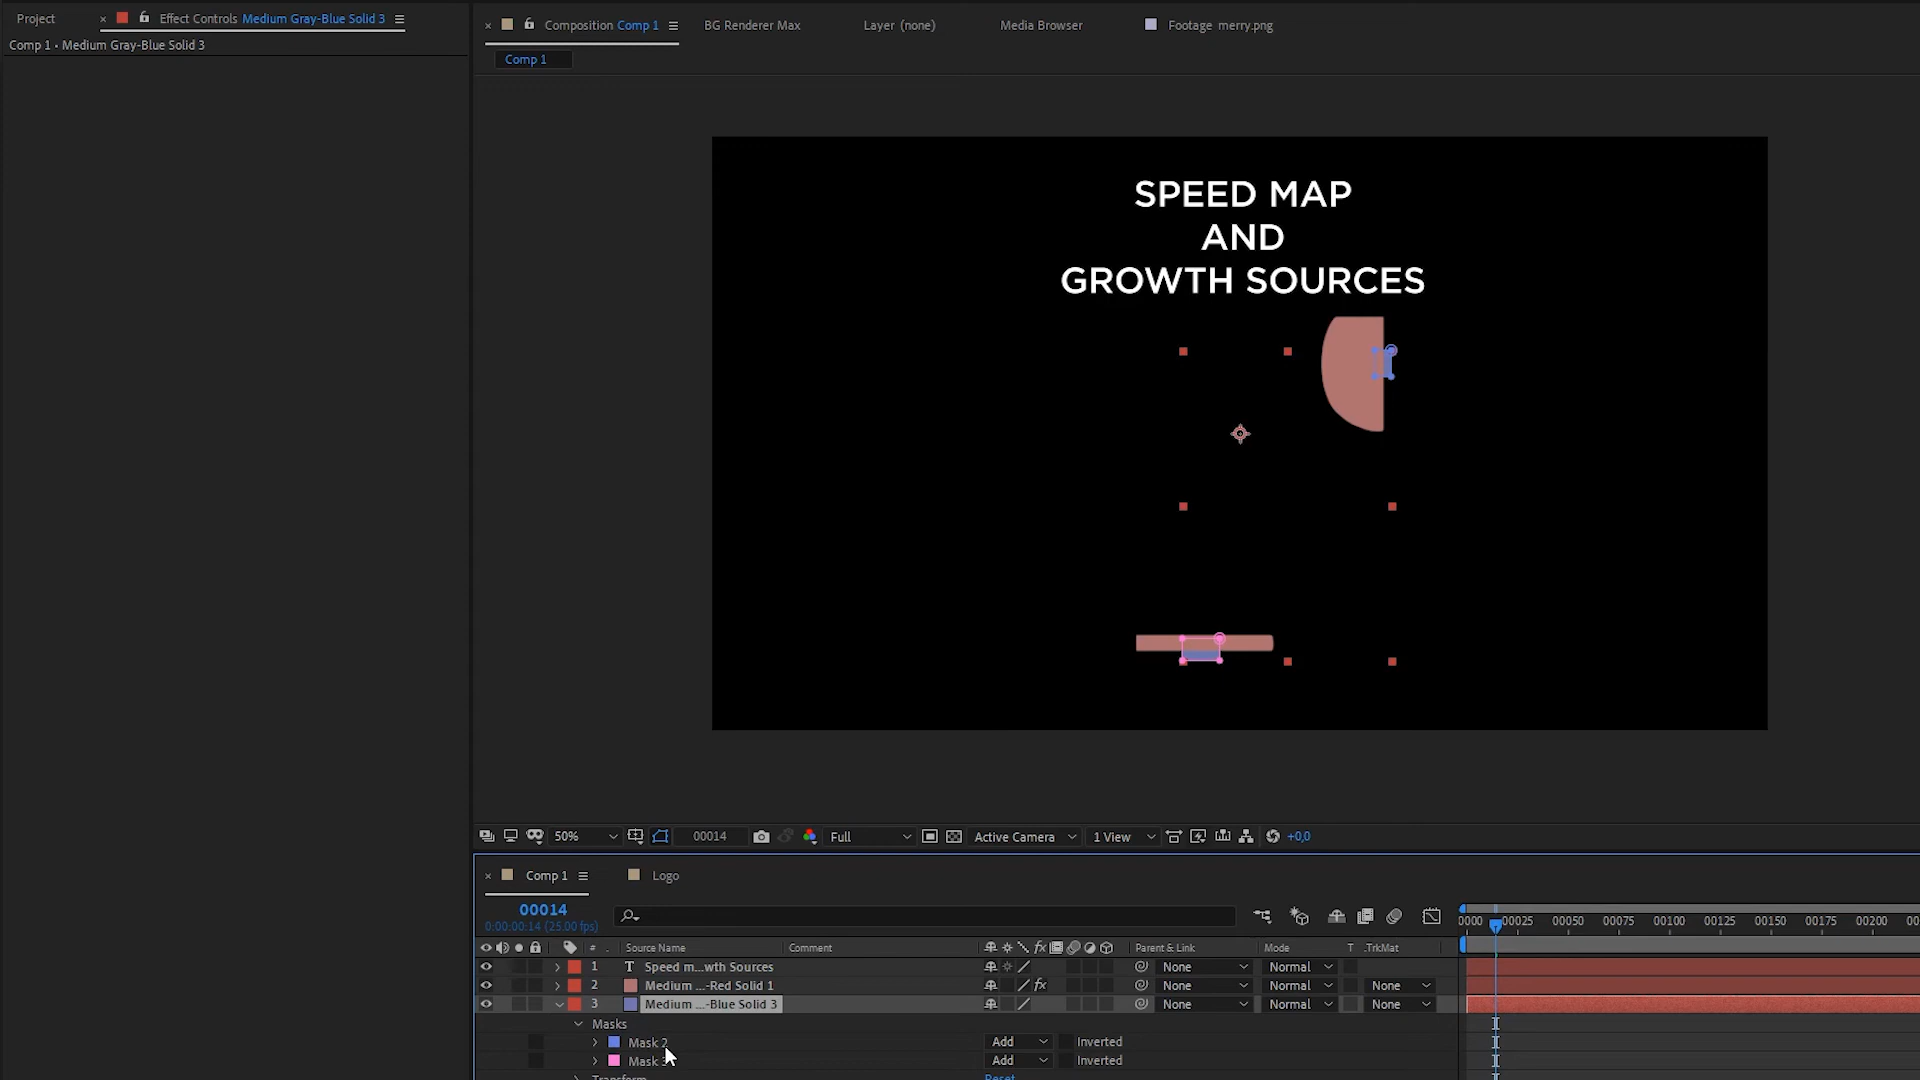 Project
Effect Controls Medium Gray-Blue Solid 3
Composition Comp 1
BG Renderer Max
Layer (none)
Media Browser
Footage merry.png
Comp 1 • Medium Gray-Blue Solid 3
Comp 1
SPEED MAP
AND
GROWTH SOURCES
50%
00014
Full
Active Camera
1 View
+0,0
Comp 1
Logo
00014
0:00:00:14 (25.00 fps)
0000 00025 00050 00075 00100 00125 00150 00175 00200 00
# . Source Name Comment Parent & Link Mode T .TrkMat
1 T Speed m...wth Sources None Normal
2 Medium ...-Red Solid 1 fx None Normal None
3 Medium ...-Blue Solid 3 None Normal None
Masks
Mask 2 Add Inverted
Mask Add Inverted
Transform Reset